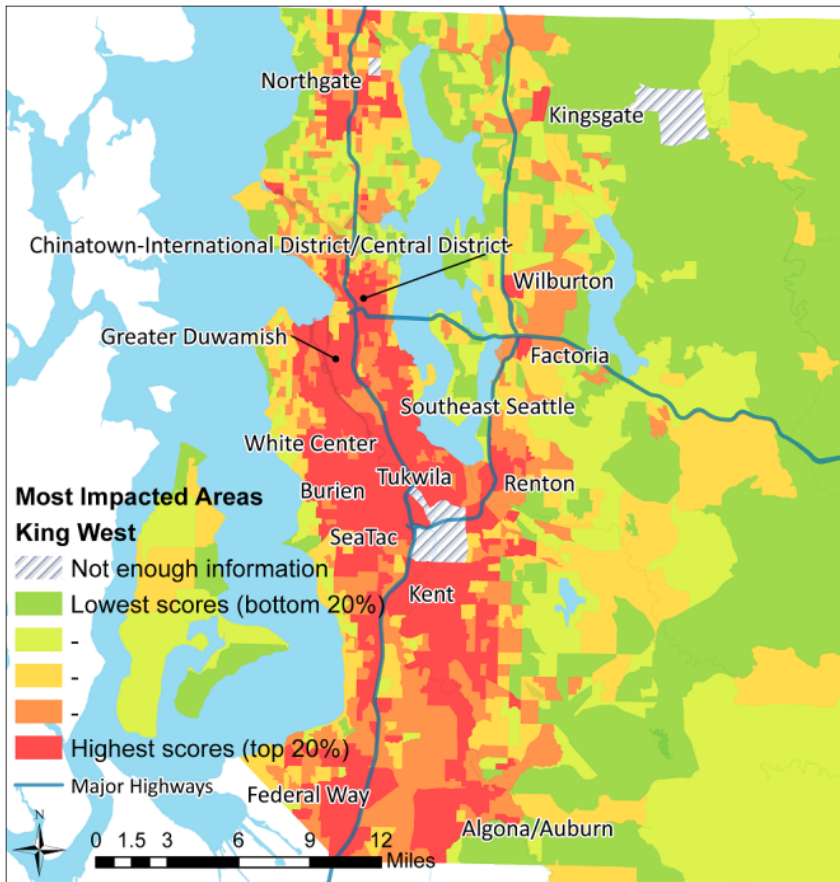 Northgate
Kingsgate
Chinatown-International District/Central District
Wilburton
Greater Duwamish
Factoria
Southeast Seattle
White Center
Tukwila
Burien
Renton
SeaTac
Kent
Federal Way
Algona/Auburn
Most Impacted Areas
King West
Not enough information
Lowest scores (bottom 20%)
-
-
-
Highest scores (top 20%)
Major Highways
N
0 1.5 3 6 9 12
Miles